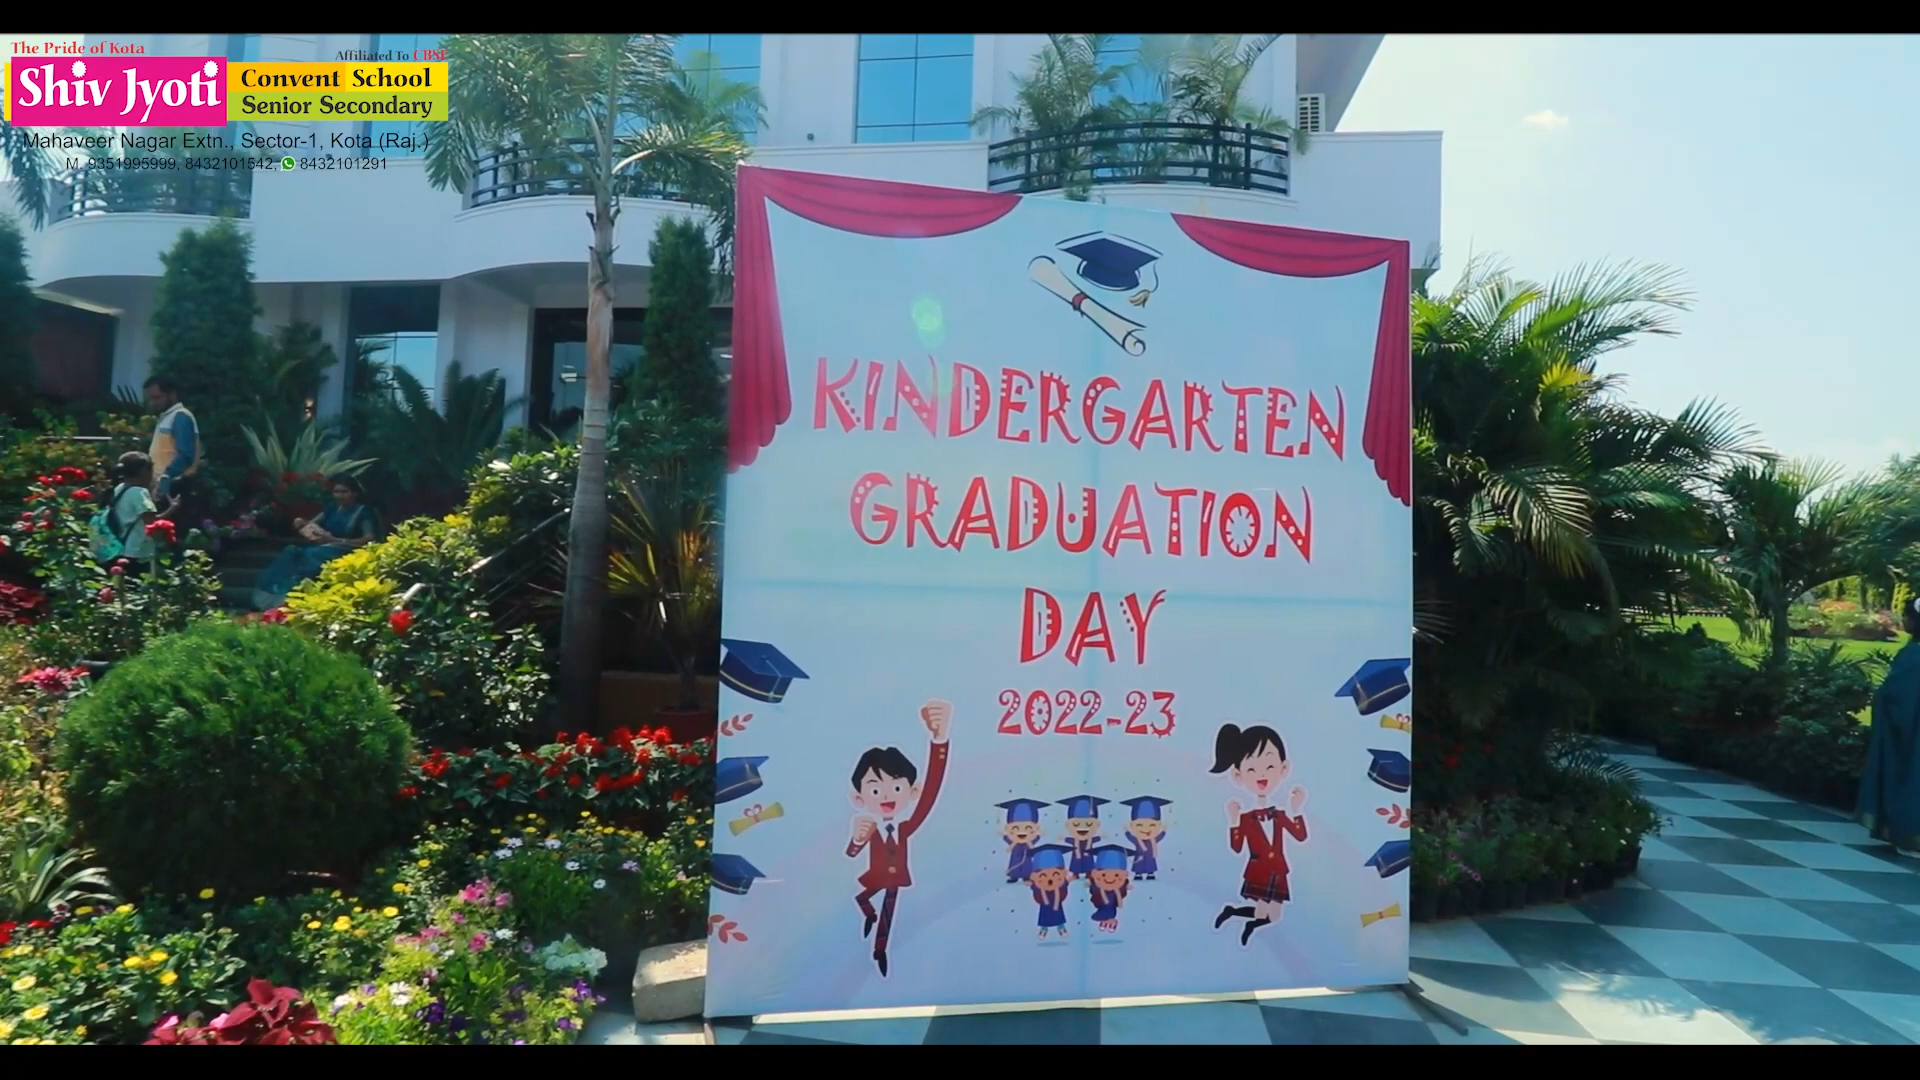 The Pride of Kota
Affiliated To CBSE
Shiv Jyoti Convent School
Senior Secondary
Mahaveer Nagar Extn., Sector-1, Kota (Raj.)
M. 9351995999, 8432101542, 8432101291
KINDERGARTEN
GRADUATION
DAY
2022-23